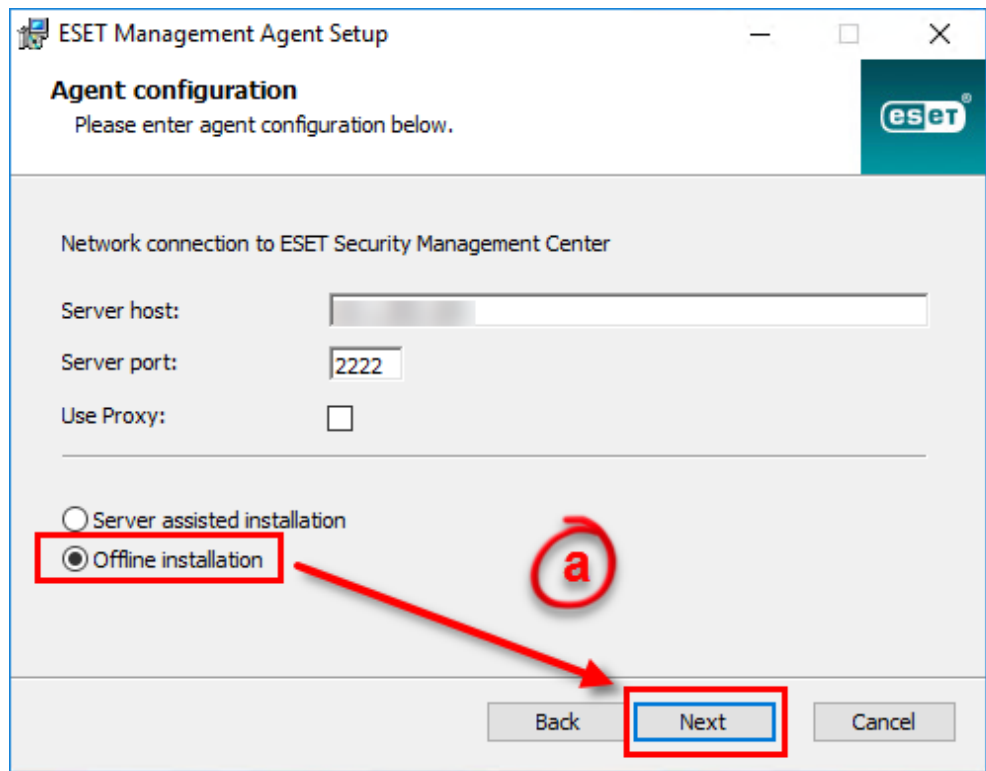 ESET Management Agent Setup
Agent configuration
Please enter agent configuration below.
eseT®
Network connection to ESET Security Management Center
Server host:
Server port: 2222
Use Proxy:
Server assisted installation
Offline installation
a
Back Next Cancel